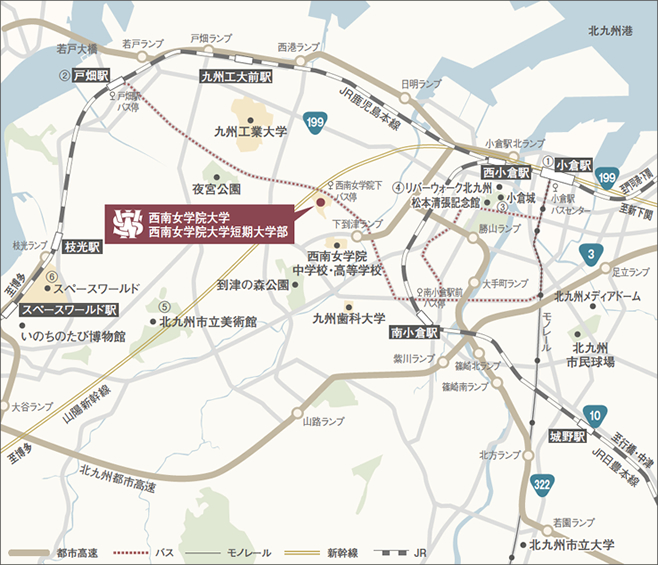 北九州港
若戸大橋
若戸ランプ
戸畑ランプ
西港ランプ
② 戸畑駅
戸畑駅
バス停
九州工大前駅
JR鹿児島本線
日明ランプ
九州工業大学
199
小倉駅北ランプ
① 小倉駅
西小倉駅
199
至門司港・下関
至新下関
夜宮公園
西南女学院下
バス停
④ リバーウォーク北九州
松本清張記念館
③
小倉城
小倉駅
バスセンター
西南女学院大学
西南女学院大学短期大学部
下到津ランプ
勝山ランプ
枝光ランプ
枝光駅
至博多
西南女学院
中学校・高等学校
3
足立ランプ
⑥
スペースワールド
スペースワールド駅
到津の森公園
南小倉駅前
バス停
大手町ランプ
北九州メディアドーム
いのちのたび博物館
⑤
北九州市立美術館
九州歯科大学
南小倉駅
モノレール
北九州
市民球場
紫川ランプ
篠崎北ランプ
篠崎南ランプ
大谷ランプ
山陽新幹線
山路ランプ
10
城野駅
至行橋・中津
JR日豊本線
至博多
北九州都市高速
北方ランプ
322
若園ランプ
北九州市立大学
都市高速
バス
モノレール
新幹線
JR